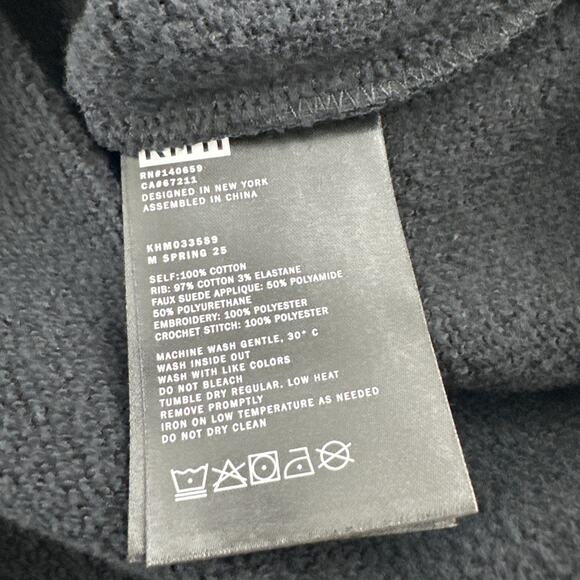 RN#140659
CA#67211
DESIGNED IN NEW YORK
ASSEMBLED IN CHINA
KHM033589
M SPRING 25
SELF:100% COTTON
RIB: 97% COTTON 3% ELASTANE
FAUX SUEDE APPLIQUE: 50% POLYAMIDE
50% POLYURETHANE
EMBROIDERY: 100% POLYESTER
CROCHET STITCH: 100% POLYESTER
MACHINE WASH GENTLE, 30° C
WASH INSIDE OUT
WASH WITH LIKE COLORS
DO NOT BLEACH
TUMBLE DRY REGULAR. LOW HEAT
REMOVE PROMPTLY
IRON ON LOW TEMPERATURE AS NEEDED
DO NOT DRY CLEAN